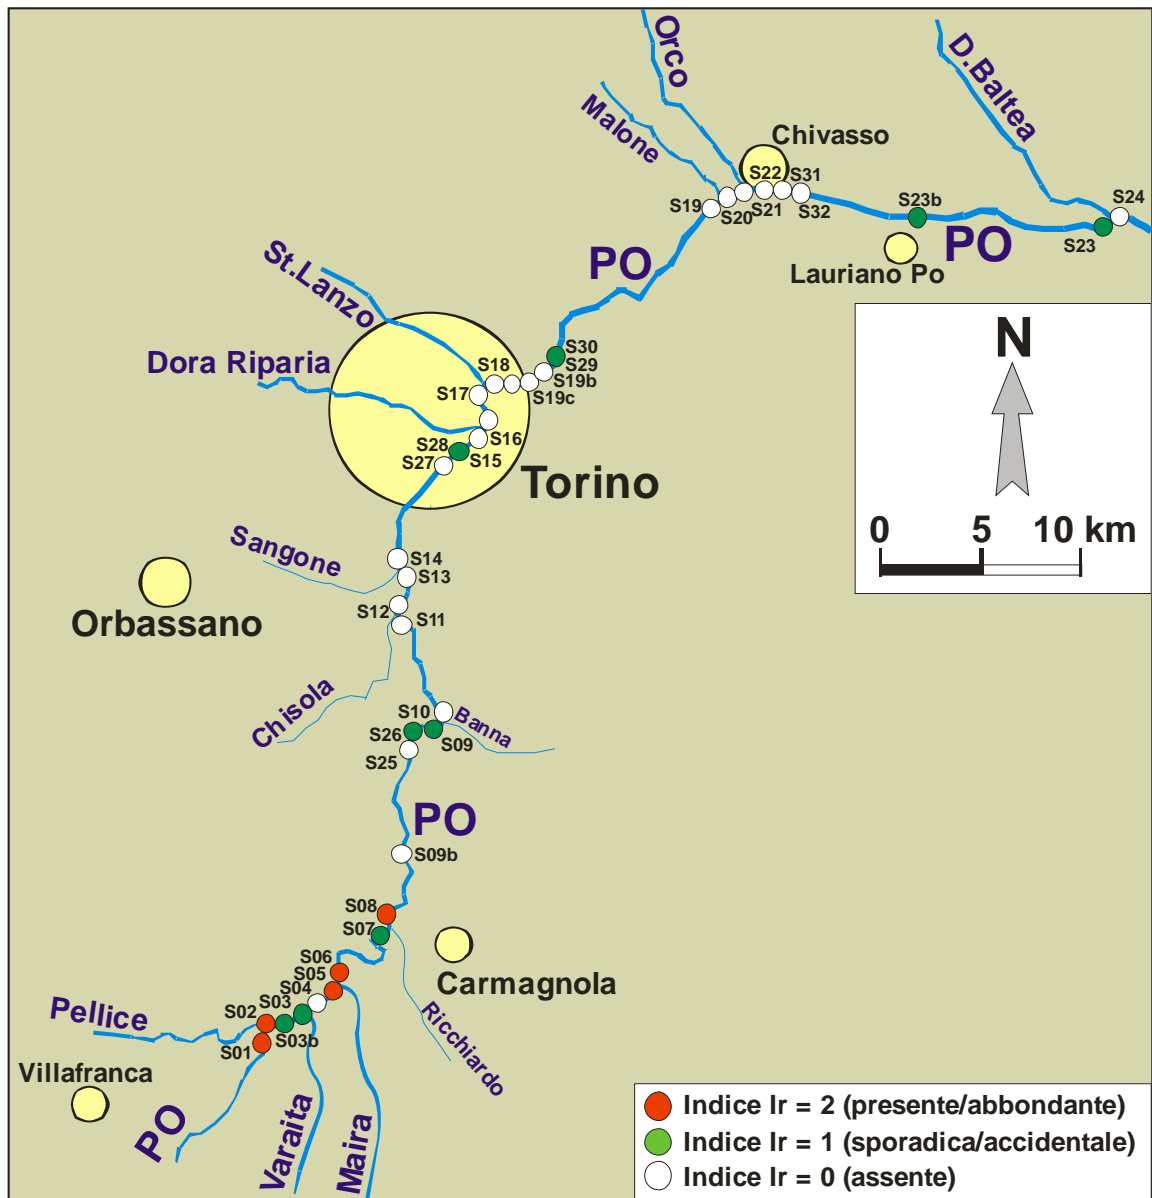 Orco
D.Baltea
Malone
Chivasso
S22
S31
S19
S20
S21
S32
S23b
S24
S23
PO
PO
Lauriano Po
St.Lanzo
Dora Riparia
S30
S29
S18
S19b
S17
S19c
S16
S28
S15
S27
Torino
N
0
5
10 km
Sangone
S14
S13
Orbassano
S12
S11
Chisola
S10
Banna
S26
S09
S25
PO
S09b
S08
S07
Carmagnola
S06
S05
S04
S03
S02
Pellice
S03b
S01
Ricchiardo
Villafranca
PO
Varaita
Maira
Indice Ir = 2 (presente/abbondante)
Indice Ir = 1 (sporadica/accidentale)
Indice Ir = 0 (assente)